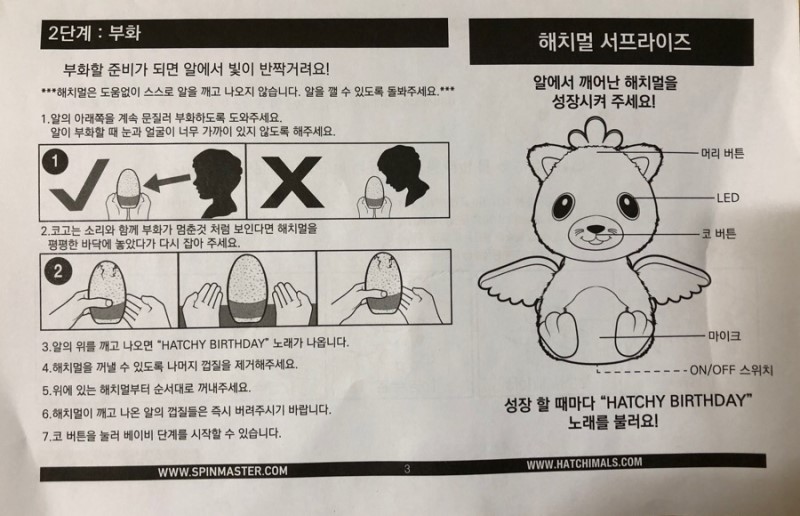 2단계 : 부화
부화할 준비가 되면 알에서 빛이 반짝거려요!
***해치멀은 도움없이 스스로 알을 깨고 나오지 않습니다. 알을 깰 수 있도록 돌봐주세요.***
1.알의 아래쪽을 계속 문질러 부화하도록 도와주세요.
알이 부화할 때 눈과 얼굴이 너무 가까이 있지 않도록 해주세요.
1
2.코고는 소리와 함께 부화가 멈춘것 처럼 보인다면 해치멀을
평평한 바닥에 놓았다가 다시 잡아 주세요.
2
3.알의 위를 깨고 나오면 "HATCHY BIRTHDAY" 노래가 나옵니다.
4.해치멀을 꺼낼 수 있도록 나머지 껍질을 제거해주세요.
5.위에 있는 해치멀부터 순서대로 꺼내주세요.
6.해치멀이 깨고 나온 알의 껍질들은 즉시 버려주시기 바랍니다.
7.코 버튼을 눌러 베이비 단계를 시작할 수 있습니다.
WWW.SPINMASTER.COM
3
해치멀 서프라이즈
알에서 깨어난 해치멀을
성장시켜 주세요!
머리 버튼
LED
코 버튼
마이크
ON/OFF 스위치
성장 할 때마다 "HATCHY BIRTHDAY"
노래를 불러요!
WWW.HATCHIMALS.COM